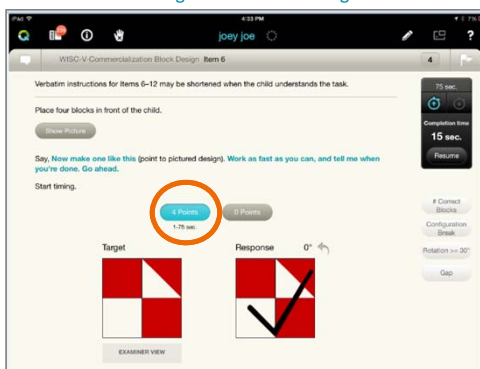 iPad
4:33 PM
joey joe
?
WISC-V-Commercialization Block Design Item 6
4
Verbatim instructions for Items 6–12 may be shortened when the child understands the task.
75 sec.
Place four blocks in front of the child.
Completion time
Show Picture
15 sec.
Resume
Say, Now make one like this (point to pictured design). Work as fast as you can, and tell me when
you're done. Go ahead.
Start timing.
# Correct
Blocks
4 Points
0 Points
1-75 sec.
Configuration
Break
Target
Response
0°
Rotation >= 30°
Gap
EXAMINER VIEW